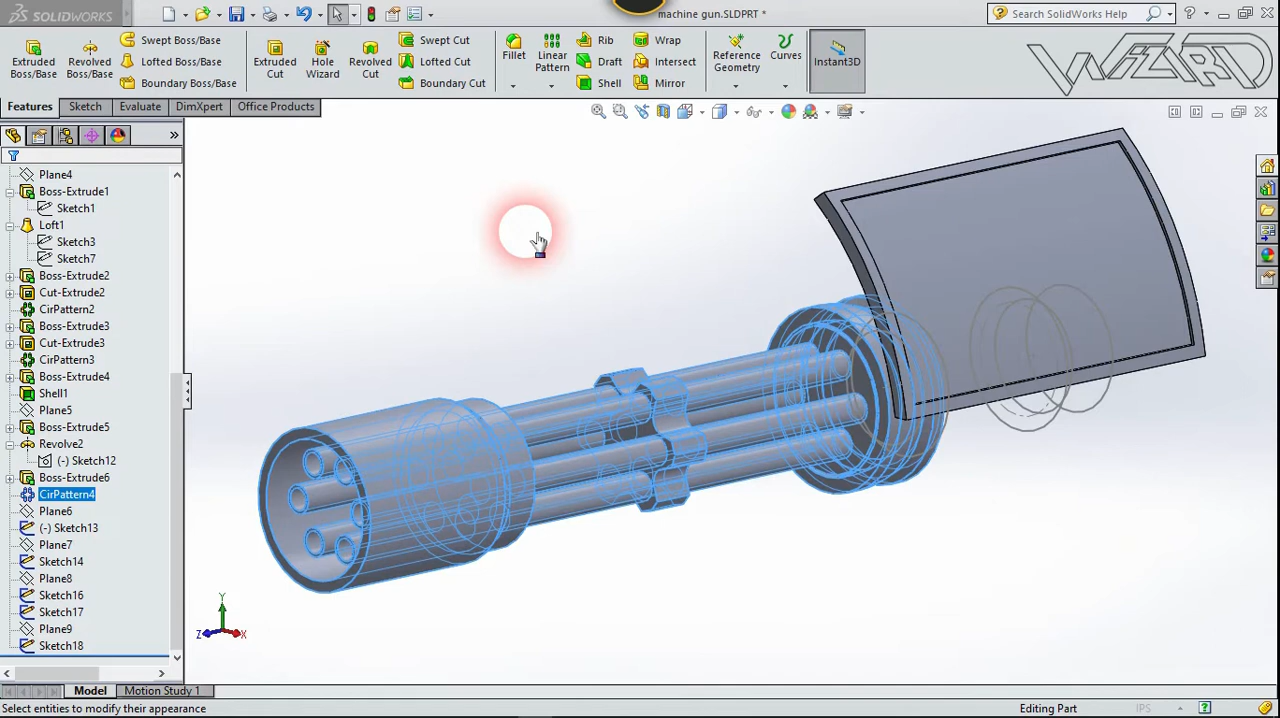 SOLIDWORKS
machine gun.SLDPRT *
Search SolidWorks Help
Extruded Boss/Base
Revolved Boss/Base
Swept Boss/Base
Lofted Boss/Base
Boundary Boss/Base
Extruded Cut
Hole Wizard
Revolved Cut
Swept Cut
Lofted Cut
Boundary Cut
Fillet
Linear Pattern
Rib
Draft
Shell
Wrap
Intersect
Mirror
Reference Geometry
Curves
Instant3D
WIZARD
Features
Sketch
Evaluate
DimXpert
Office Products
Plane4
Boss-Extrude1
Sketch1
Loft1
Sketch3
Sketch7
Boss-Extrude2
Cut-Extrude2
CirPattern2
Boss-Extrude3
Cut-Extrude3
CirPattern3
Boss-Extrude4
Shell1
Plane5
Boss-Extrude5
Revolve2
(-) Sketch12
Boss-Extrude6
CirPattern4
Plane6
(-) Sketch13
Plane7
Sketch14
Plane8
Sketch16
Sketch17
Plane9
Sketch18
Y
Z
X
Model
Motion Study 1
Select entities to modify their appearance
Editing Part
IPS